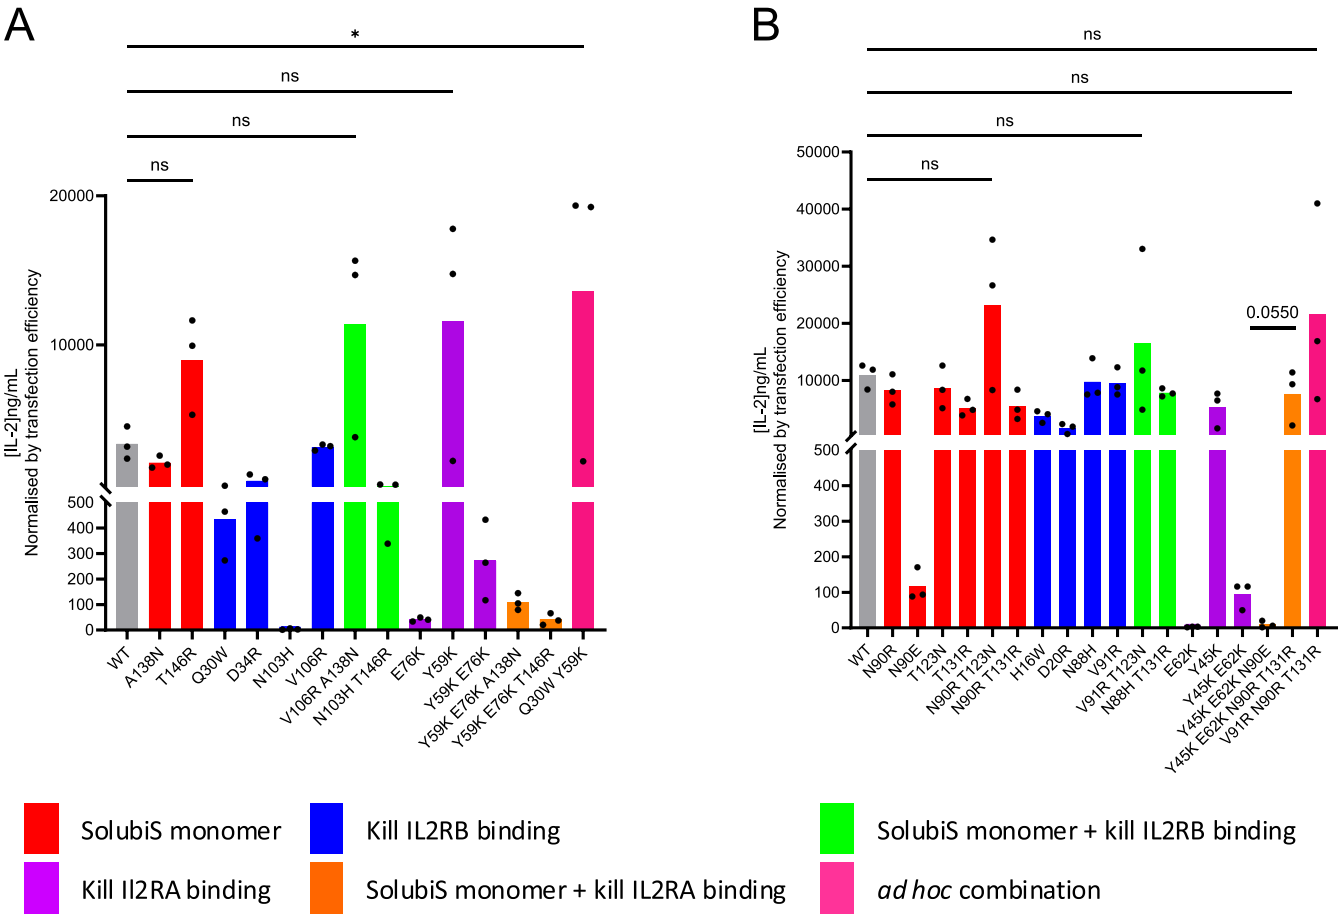 A
B
*
ns
ns
ns
ns
ns
ns
ns
0.0550
[IL-2]ng/mL
Normalised by transfection efficiency
20000
10000
500
400
300
200
100
0
WT
A138N
T146R
Q30W
D34R
N103H
V106R
V106R A138N
N103H T146R
E76K
Y59K
Y59K E76K
Y59K E76K A138N
Y59K E76K T146R
Q30W Y59K
[IL-2]ng/mL
Normalised by transfection efficiency
50000
40000
30000
20000
10000
500
400
300
200
100
0
WT
N90R
N90E
T123N
T131R
N90R T123N
N90R T131R
H16W
D20R
N88H
V91R
V91R T123N
N88H T131R
E62K
Y45K
Y45K E62K
Y45K E62K N90E
Y45K E62K N90R T131R
V91R N90R T131R
SolubiS monomer
Kill IL2RB binding
SolubiS monomer + kill IL2RB binding
Kill Il2RA binding
SolubiS monomer + kill IL2RA binding
ad hoc combination